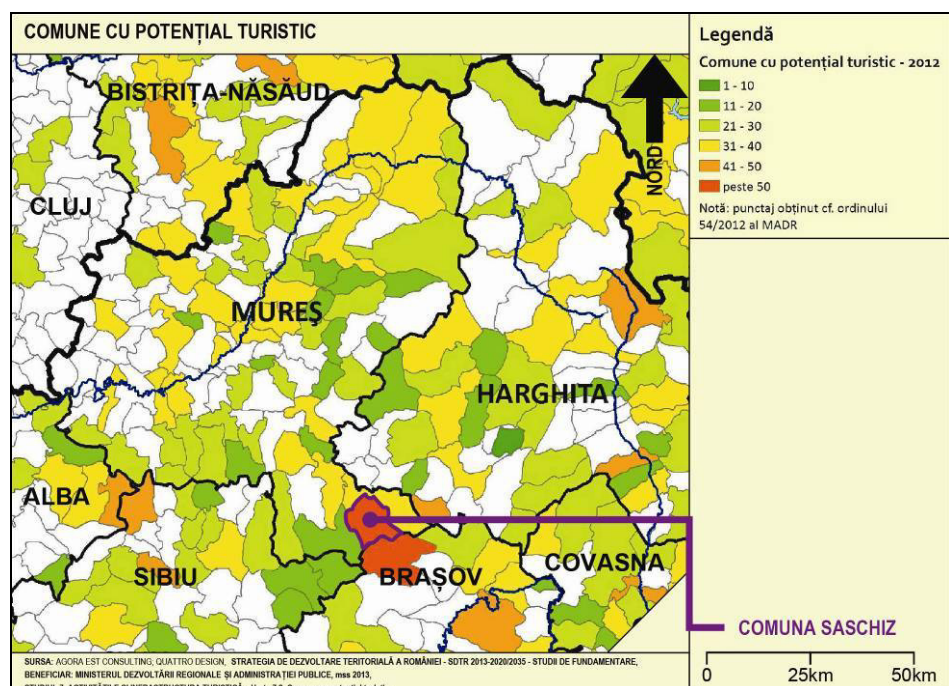 COMUNE CU POTENȚIAL TURISTIC
BISTRIȚA-NĂSĂUD
CLUJ
MUREŞ
HARGHITA
ALBA
SIBIU
BRAȘOV
COVASNA
NORD
Legendă
Comune cu potențial turistic - 2012
1 - 10
11 - 20
21 - 30
31 - 40
41 - 50
peste 50
Notă: punctaj obținut cf. ordinului
54/2012 al MADR
COMUNA SASCHIZ
0 25km 50km
SURSA: AGORA EST CONSULTING, QUATTRO DESIGN, STRATEGIA DE DEZVOLTARE TERITORIALĂ A ROMÂNIEI - SDTR 2013-2020/2035 - STUDII DE FUNDAMENTARE,
BENEFICIAR: MINISTERUL DEZVOLTĂRII REGIONALE ȘI ADMINISTRAȚIEI PUBLICE, mss 2013,